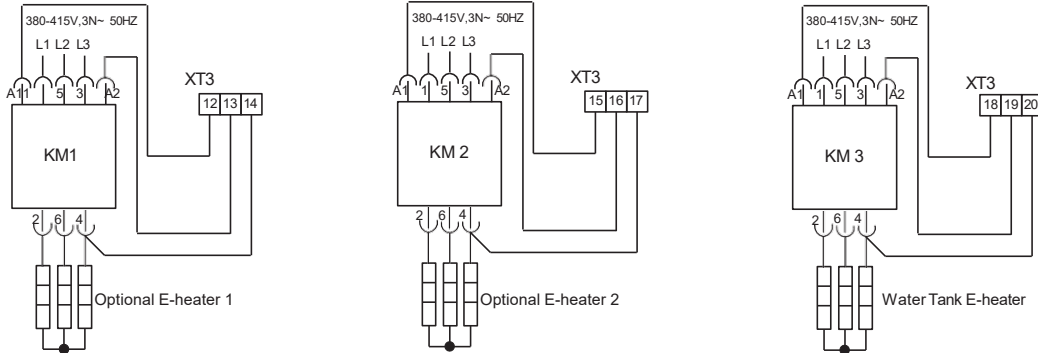 380-415V,3N~ 50HZ
L1 L2 L3
XT3
A11 5 3 A2
12 13 14
KM1
2 6 4
Optional E-heater 1
380-415V,3N~ 50HZ
L1 L2 L3
XT3
A1 1 5 3 A2
15 16 17
KM 2
2 6 4
Optional E-heater 2
380-415V,3N~ 50HZ
L1 L2 L3
XT3
A1 1 5 3 A2
18 19 20
KM 3
2 6 4
Water Tank E-heater